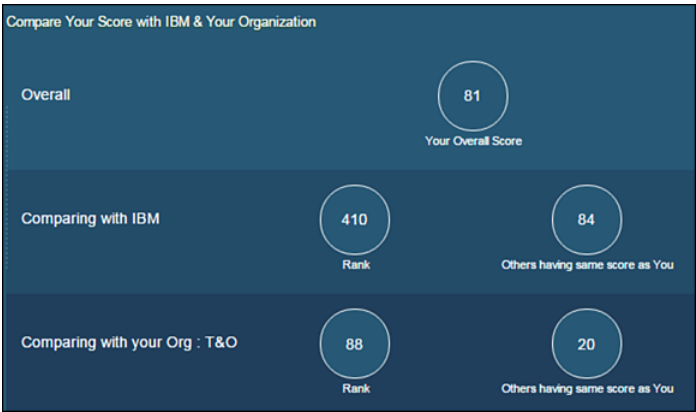 Compare Your Score with IBM & Your Organization
Overall
81
Your Overall Score
Comparing with IBM
410
Rank
84
Others having same score as You
Comparing with your Org : T&O
88
Rank
20
Others having same score as You